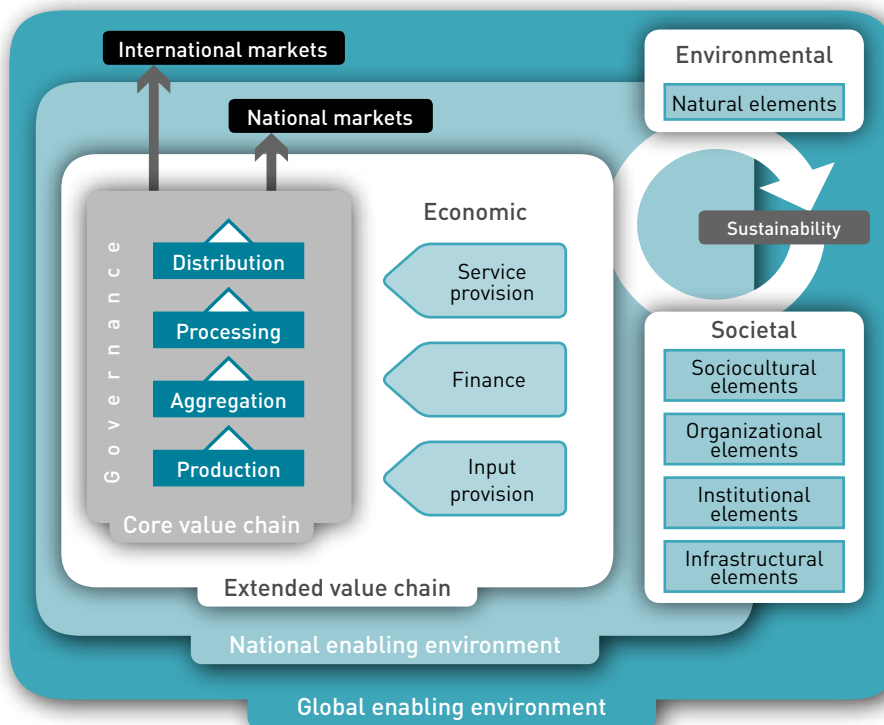 International markets
National markets
Governance
Distribution
Processing
Aggregation
Production
Core value chain
Economic
Service
provision
Finance
Input
provision
Extended value chain
National enabling environment
Global enabling environment
Environmental
Natural elements
Sustainability
Societal
Sociocultural
elements
Organizational
elements
Institutional
elements
Infrastructural
elements